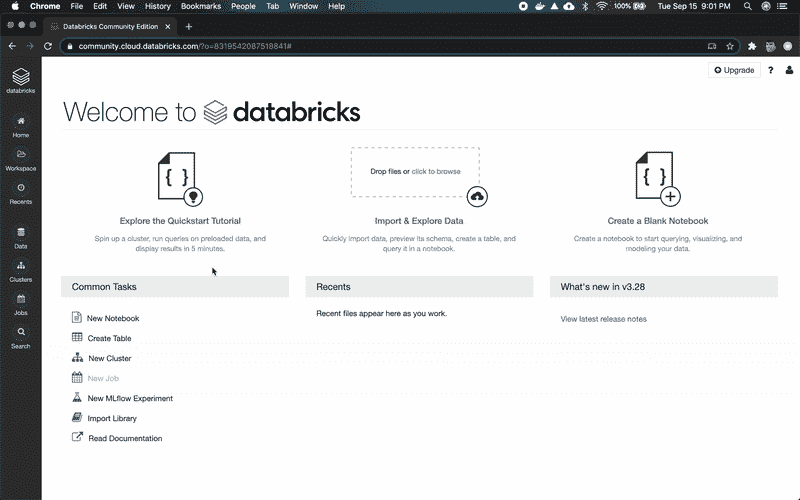 Chrome File Edit View History Bookmarks People Tab Window Help 100% Tue Sep 15 9:01 PM
Databricks Community Edition
community.cloud.databricks.com/?o=8319542087518841#
databricks
Upgrade ?
Welcome to databricks
Home
Workspace
Recents
Data
Clusters
Jobs
Search
{ }
Explore the Quickstart Tutorial
Spin up a cluster, run queries on preloaded data, and
display results in 5 minutes.
Drop files or click to browse
Import & Explore Data
Quickly import data, preview its schema, create a table, and
query it in a notebook.
{ }
Create a Blank Notebook
Create a notebook to start querying, visualizing, and
modeling your data.
Common Tasks
New Notebook
Create Table
New Cluster
New Job
New MLflow Experiment
Import Library
Read Documentation
Recents
Recent files appear here as you work.
What's new in v3.28
View latest release notes